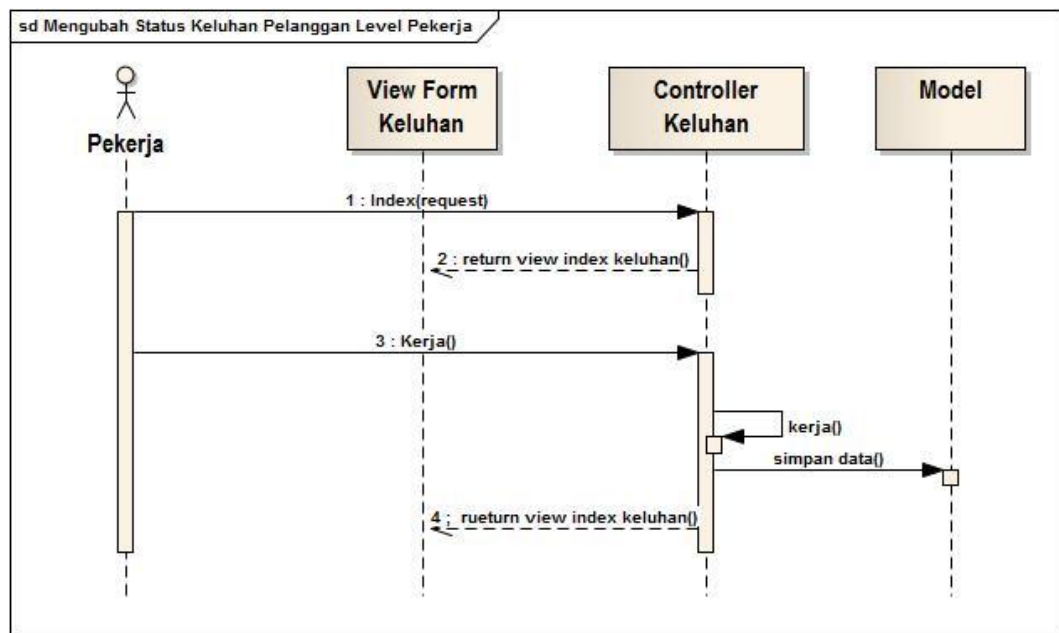 sd Mengubah Status Keluhan Pelanggan Level Pekerja
Pekerja
View Form
Keluhan
Controller
Keluhan
Model
1 : Index(request)
2 : return view index keluhan()
3 : Kerja()
kerja()
simpan data()
4 ; rueturn view index keluhan()